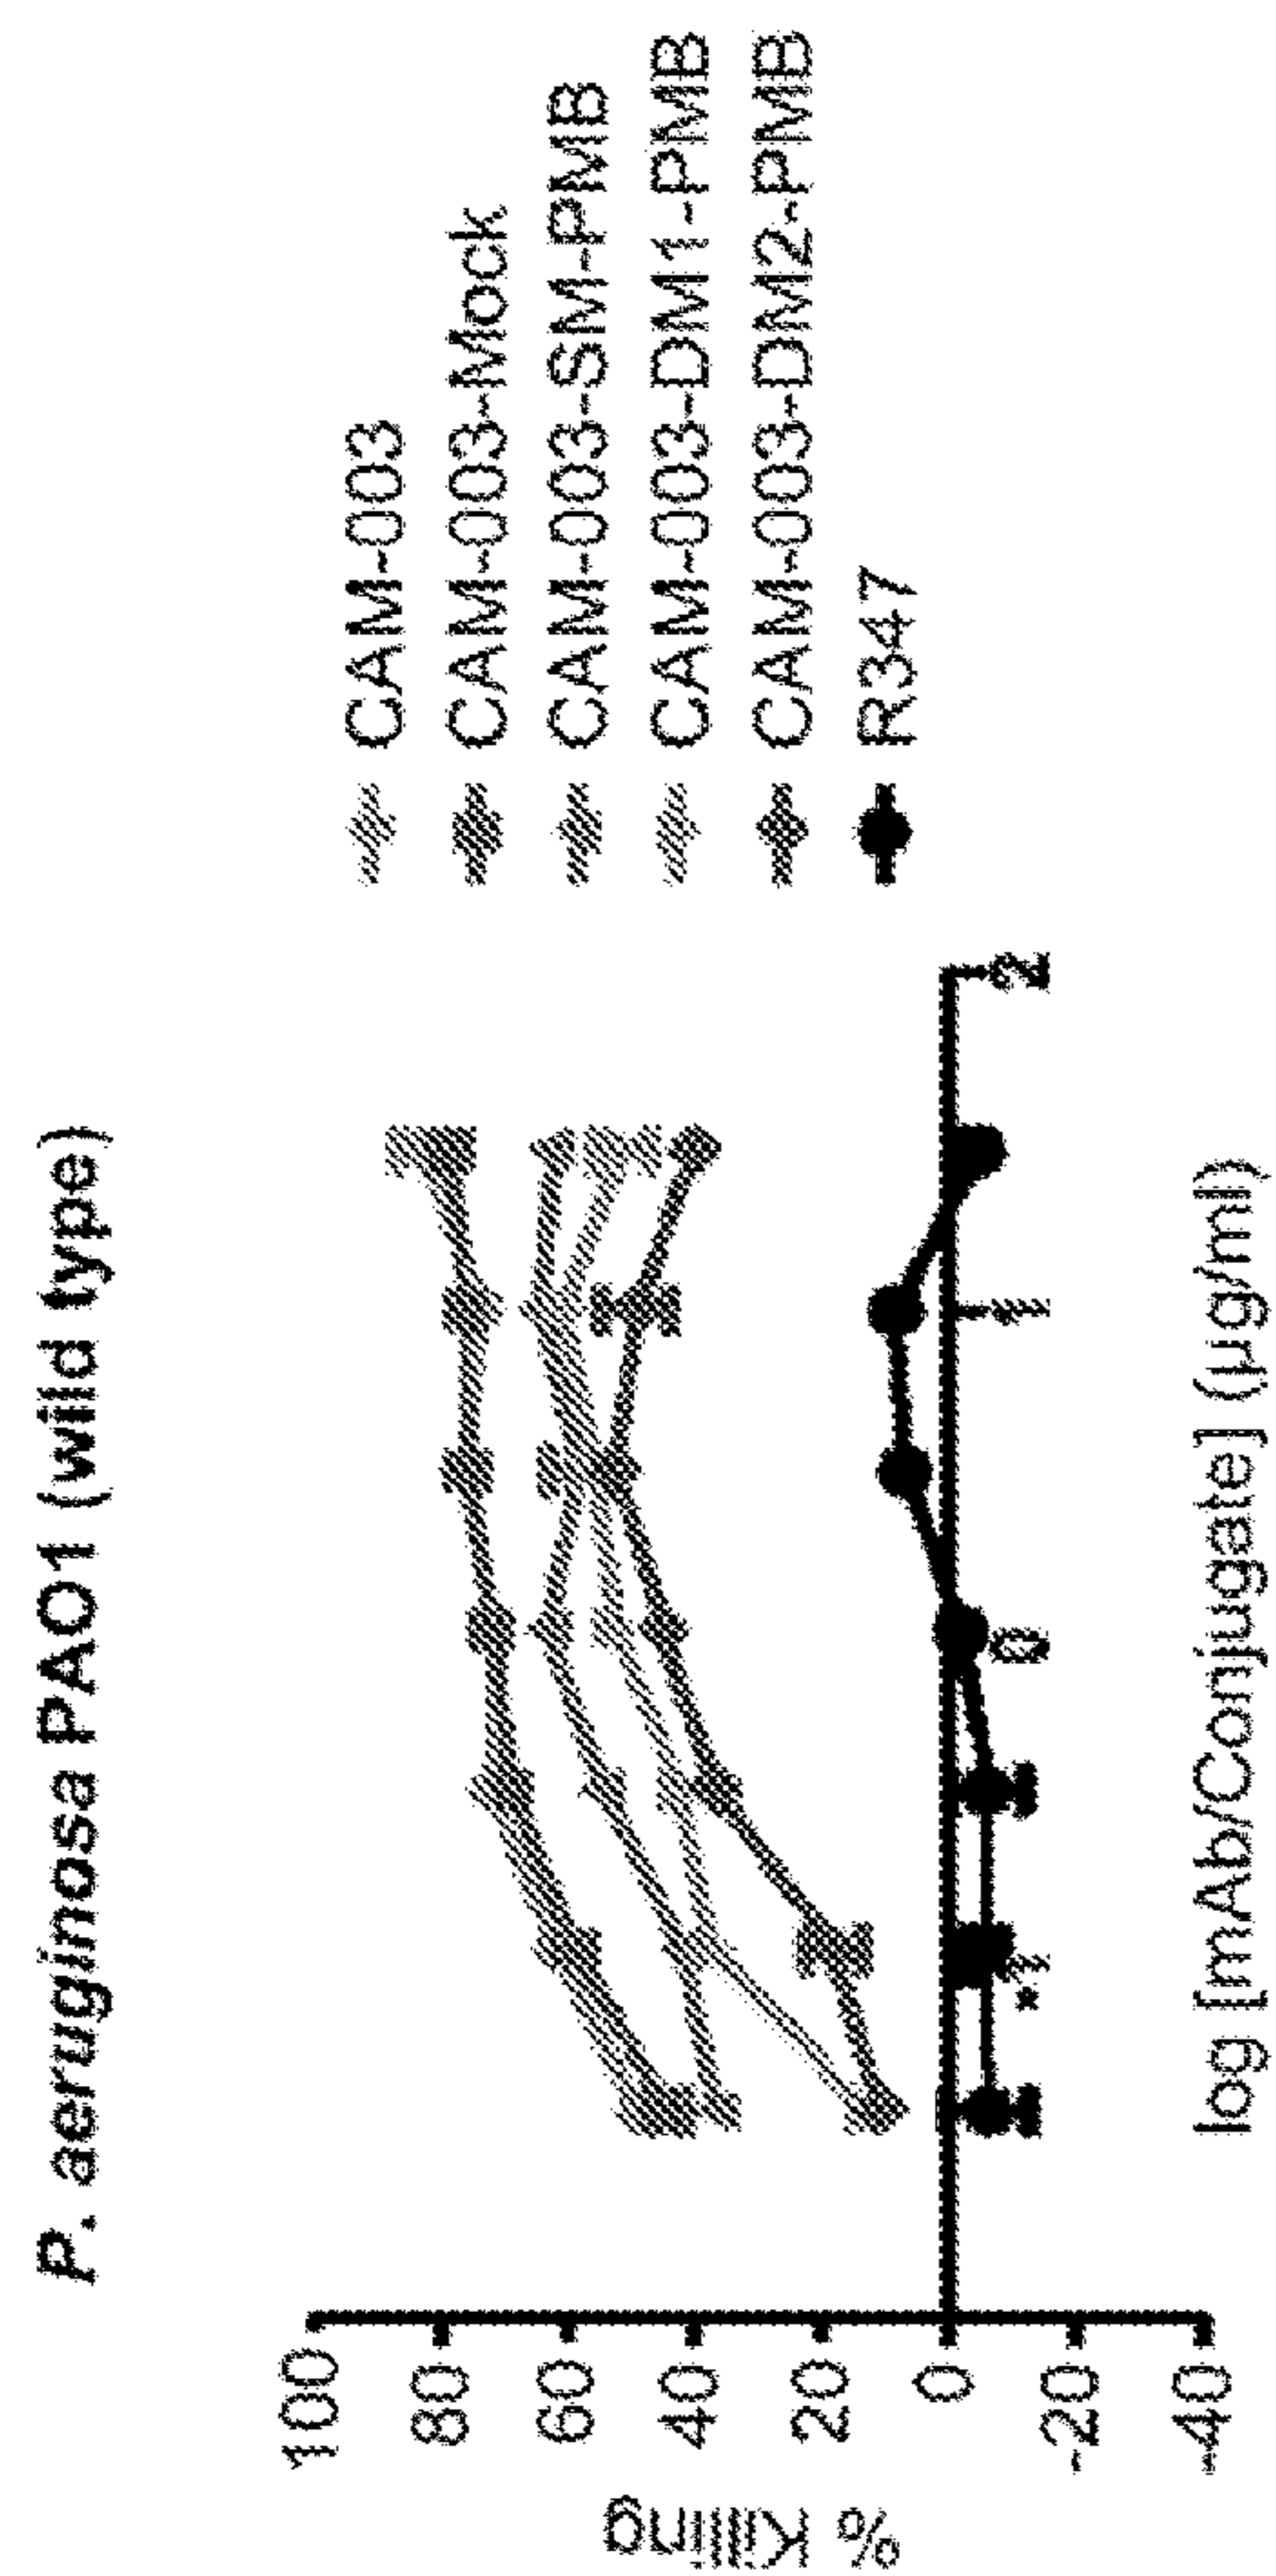 P. aeruginosa PAO1 (wild type)
% Killing
100
80
60
40
20
0
-20
-40
-1
0
1
2
log [mAb/Conjugate] (µg/ml)
CAM-003
CAM-003-Mock
CAM-003-SM-PMB
CAM-003-DM1-PMB
CAM-003-DM2-PMB
R347